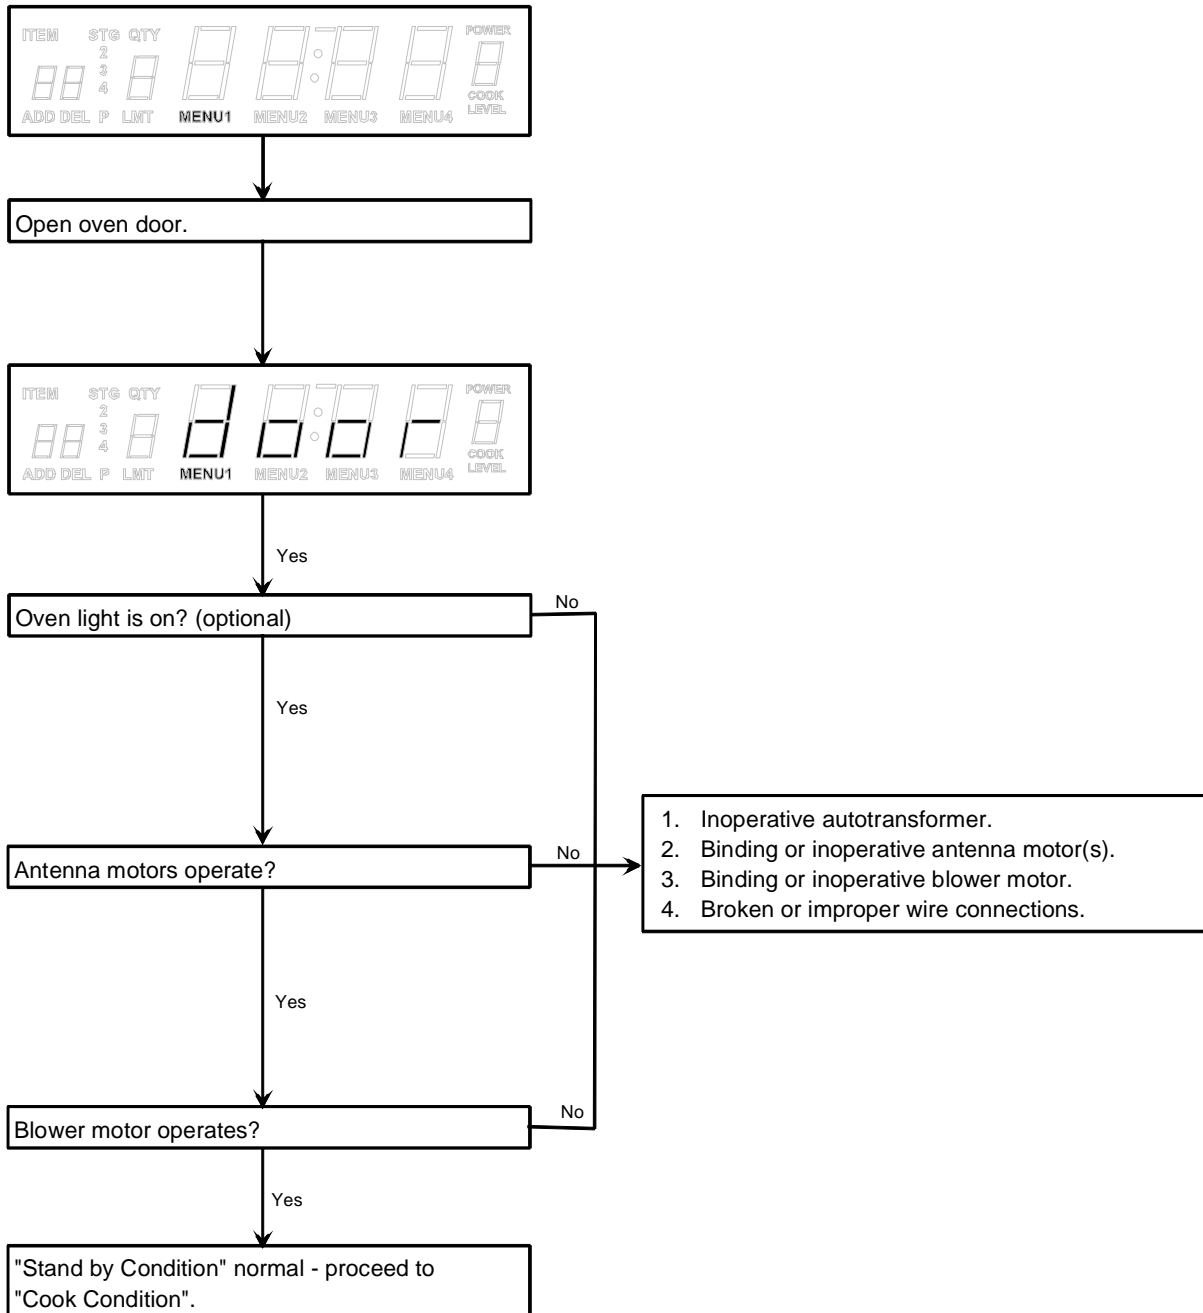 ITEM STG QTY POWER
2
3
4
COOK
ADD DEL P LMT MENU1 MENU2 MENU3 MENU4 LEVEL
Open oven door.
ITEM STG QTY POWER
2
3
door
4
COOK
ADD DEL P LMT MENU1 MENU2 MENU3 MENU4 LEVEL
Yes
Oven light is on? (optional)
No
Yes
Antenna motors operate?
No
1. Inoperative autotransformer.
2. Binding or inoperative antenna motor(s).
3. Binding or inoperative blower motor.
4. Broken or improper wire connections.
Yes
Blower motor operates?
No
Yes
"Stand by Condition" normal - proceed to
"Cook Condition".